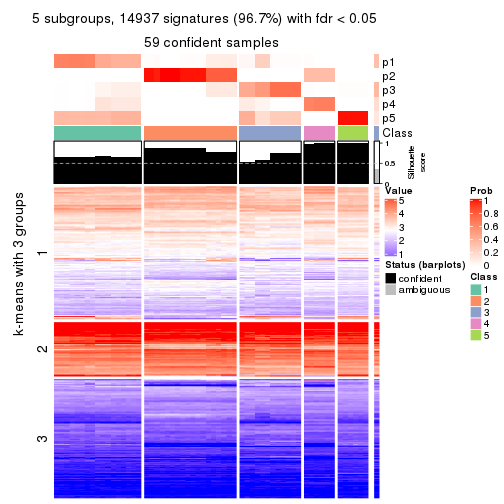 5 subgroups, 14937 signatures (96.7%) with fdr < 0.05
59 confident samples
p1
p2
p3
p4
p5
Class
1
0.5
0
Silhouette
score
k-means with 3 groups
1
2
3
Value
5
4
3
2
1
Status (barplots)
confident
ambiguous
Prob
1
0.8
0.6
0.4
0.2
0
Class
1
2
3
4
5